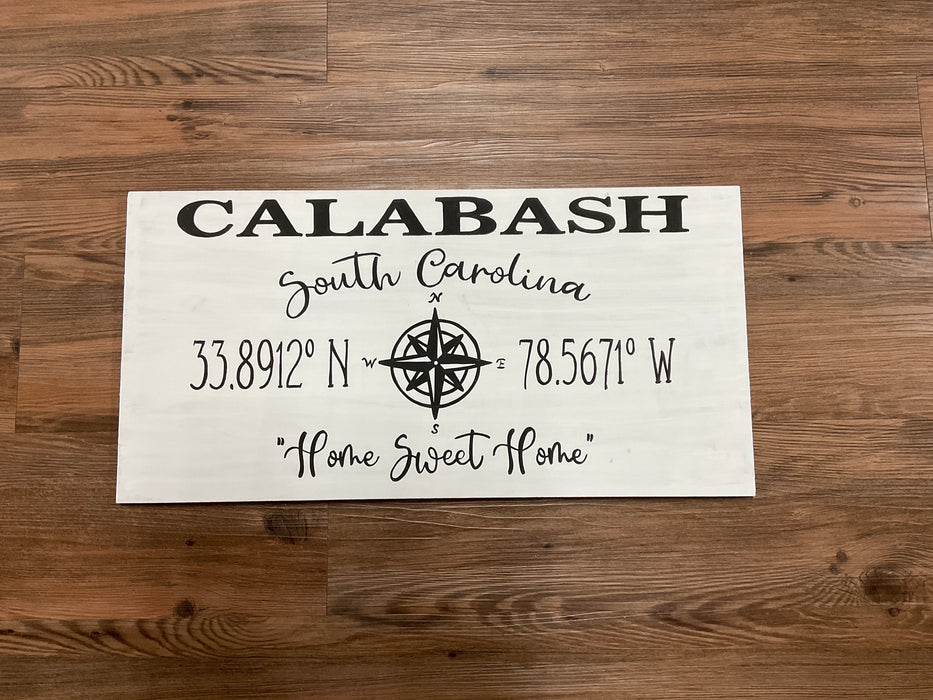 CALABASH
South Carolina
N
33.8912° N W E 78.5671° W
S
"Home Sweet Home"